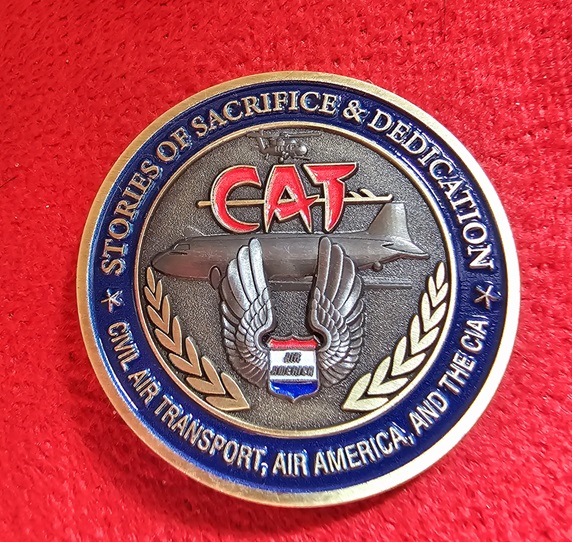 STORIES OF SACRIFICE & DEDICATION
CAT
AIR
AMERICA
CIVIL AIR TRANSPORT, AIR AMERICA, AND THE CIA